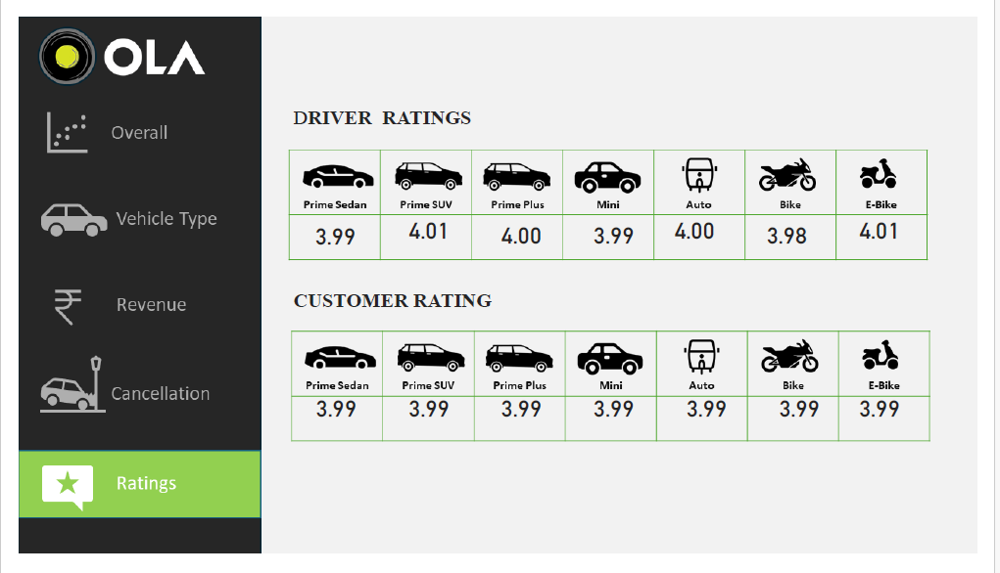 OLA
Overall
Vehicle Type
Revenue
Cancellation
Ratings
DRIVER RATINGS
Prime Sedan Prime SUV Prime Plus Mini Auto Bike E-Bike
3.99 4.01 4.00 3.99 4.00 3.98 4.01
CUSTOMER RATING
Prime Sedan Prime SUV Prime Plus Mini Auto Bike E-Bike
3.99 3.99 3.99 3.99 3.99 3.99 3.99